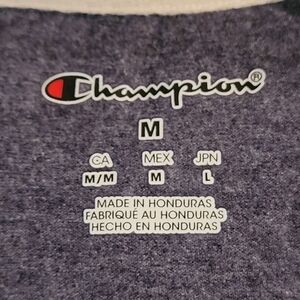 Champion®
M
CA MEX JPN
M/M M L
MADE IN HONDURAS
FABRIQUÉ AU HONDURAS
HECHO EN HONDURAS